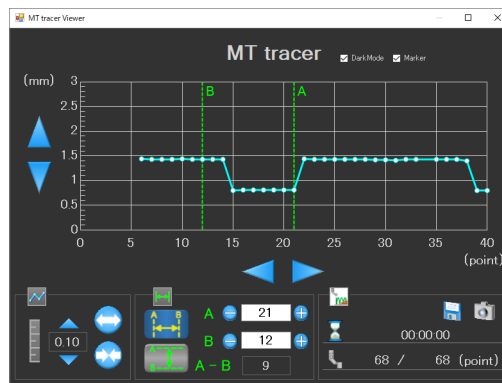 MT tracer Viewer
MT tracer
DarkMode
Marker
(mm)
3
2.5
2
1.5
1
0.5
0
B
A
0 5 10 15 20 25 30 35 40
(point)
0.10
A B
A 21
B 12
A - B 9
A
B
00:00:00
68 / 68 (point)